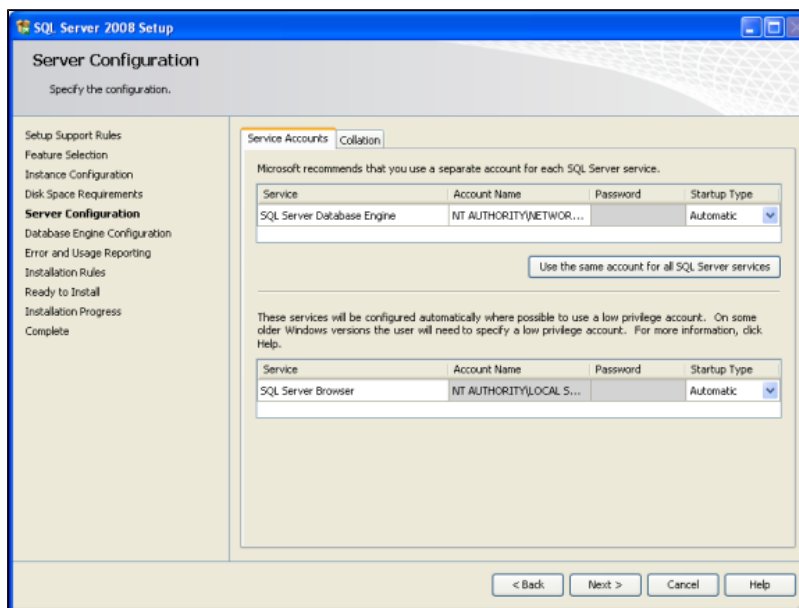 SQL Server 2008 Setup
Server Configuration
Specify the configuration.
Setup Support Rules
Feature Selection
Instance Configuration
Disk Space Requirements
Server Configuration
Database Engine Configuration
Error and Usage Reporting
Installation Rules
Ready to Install
Installation Progress
Complete
Service Accounts Collation
Microsoft recommends that you use a separate account for each SQL Server service.
Service Account Name Password Startup Type
SQL Server Database Engine NT AUTHORITY\NETWOR... Automatic
Use the same account for all SQL Server services
These services will be configured automatically where possible to use a low privilege account. On some
older Windows versions the user will need to specify a low privilege account. For more information, click
Help.
Service Account Name Password Startup Type
SQL Server Browser NT AUTHORITY\LOCAL S... Automatic
< Back Next > Cancel Help